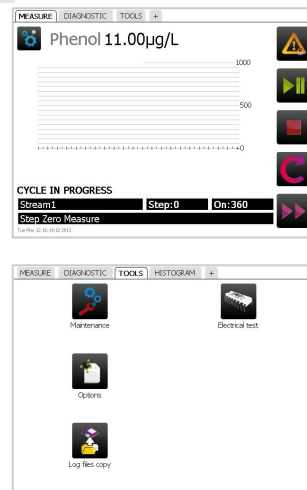 MEASURE DIAGNOSTIC TOOLS +
Phenol 11.00µg/L
1000
500
0
CYCLE IN PROGRESS
Stream1 Step:0 On:360
Step Zero Measure
MEASURE DIAGNOSTIC TOOLS HISTOGRAM +
Maintenance Electrical test
Options
Log files copy